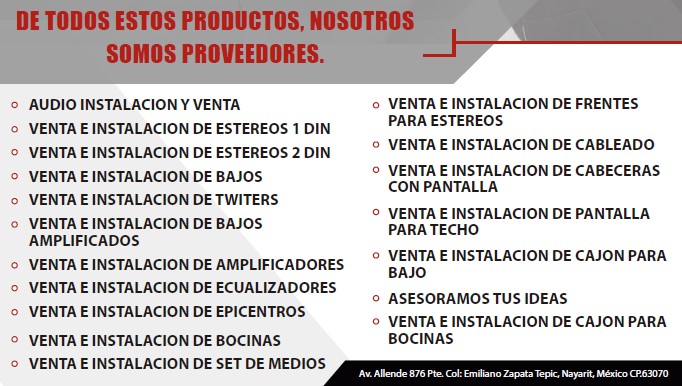 DE TODOS ESTOS PRODUCTOS, NOSOTROS
SOMOS PROVEEDORES.
AUDIO INSTALACION Y VENTA
VENTA E INSTALACION DE ESTEREOS 1 DIN
VENTA E INSTALACION DE ESTEREOS 2 DIN
VENTA E INSTALACION DE BAJOS
VENTA E INSTALACION DE TWITERS
VENTA E INSTALACION DE BAJOS
AMPLIFICADOS
VENTA E INSTALACION DE AMPLIFICADORES
VENTA E INSTALACION DE ECUALIZADORES
VENTA E INSTALACION DE EPICENTROS
VENTA E INSTALACION DE BOCINAS
VENTA E INSTALACION DE SET DE MEDIOS
VENTA E INSTALACION DE FRENTES
PARA ESTEREOS
VENTA E INSTALACION DE CABLEADO
VENTA E INSTALACION DE CABECERAS
CON PANTALLA
VENTA E INSTALACION DE PANTALLA
PARA TECHO
VENTA E INSTALACION DE CAJON PARA
BAJO
ASESORAMOS TUS IDEAS
VENTA E INSTALACION DE CAJON PARA
BOCINAS
Av. Allende 876 Pte. Col: Emiliano Zapata Tepic, Nayarit, México CP.63070